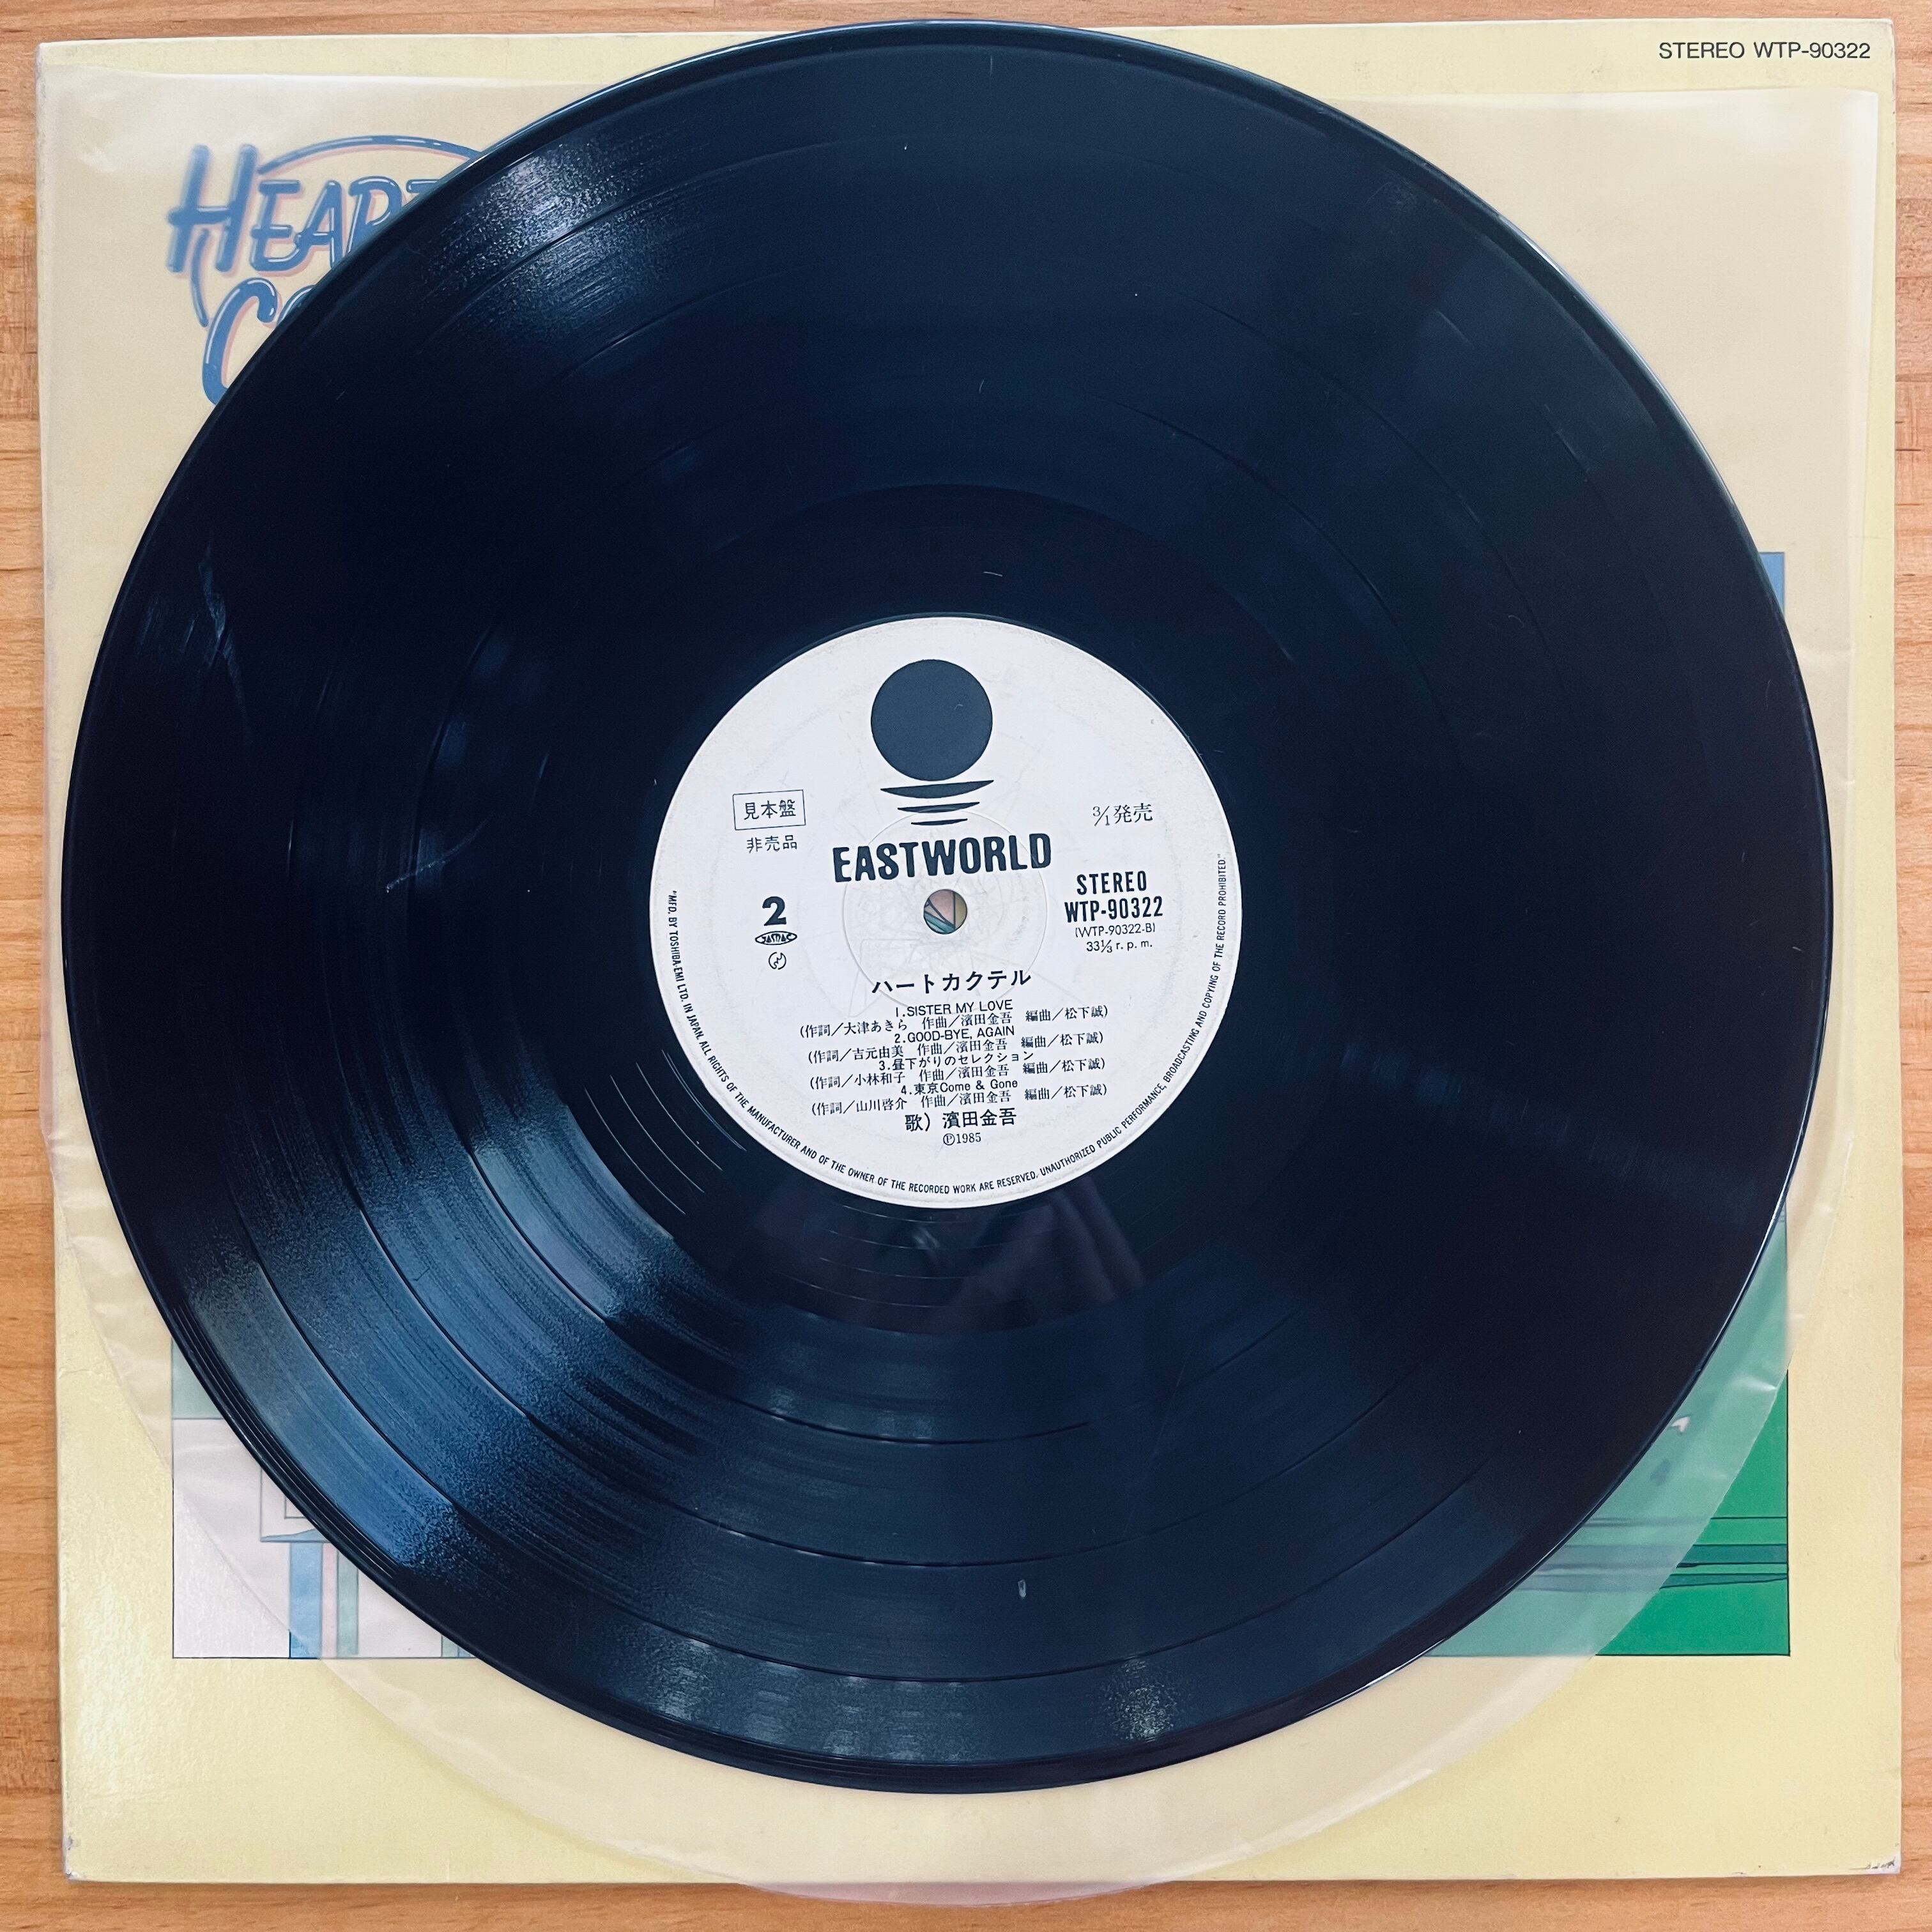 STEREO WTP-90322
HEAR
CO
見本盤
非売品
3/1発売
EASTWORLD
2
JASRAC
STEREO
WTP-90322
(WTP-90322-B)
33⅓ r. p. m.
ハートカクテル
1.SISTER MY LOVE
(作詞／大津あきら 作曲／濱田金吾 編曲／松下誠)
2.GOOD-BYE, AGAIN
(作詞／吉元由美 作曲／濱田金吾 編曲／松下誠)
3.昼下がりのセレクション
(作詞／小林和子 作曲／濱田金吾 編曲／松下誠)
4.東京Come & Gone
(作詞／山川啓介 作曲／濱田金吾 編曲／松下誠)
歌）濱田金吾
Ⓟ1985
"MFD. BY TOSHIBA-EMI LTD. IN JAPAN. ALL RIGHTS OF THE MANUFACTURER AND OF THE OWNER OF THE RECORDED WORK ARE RESERVED. UNAUTHORIZED PUBLIC PERFORMANCE, BROADCASTING AND COPYING OF THE RECORD PROHIBITED."